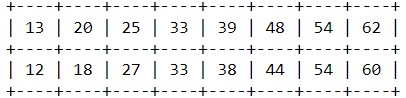 +----+----+----+----+----+----+----+----+
| 13 | 20 | 25 | 33 | 39 | 48 | 54 | 62 |
+----+----+----+----+----+----+----+----+
| 12 | 18 | 27 | 33 | 38 | 44 | 54 | 60 |
+----+----+----+----+----+----+----+----+